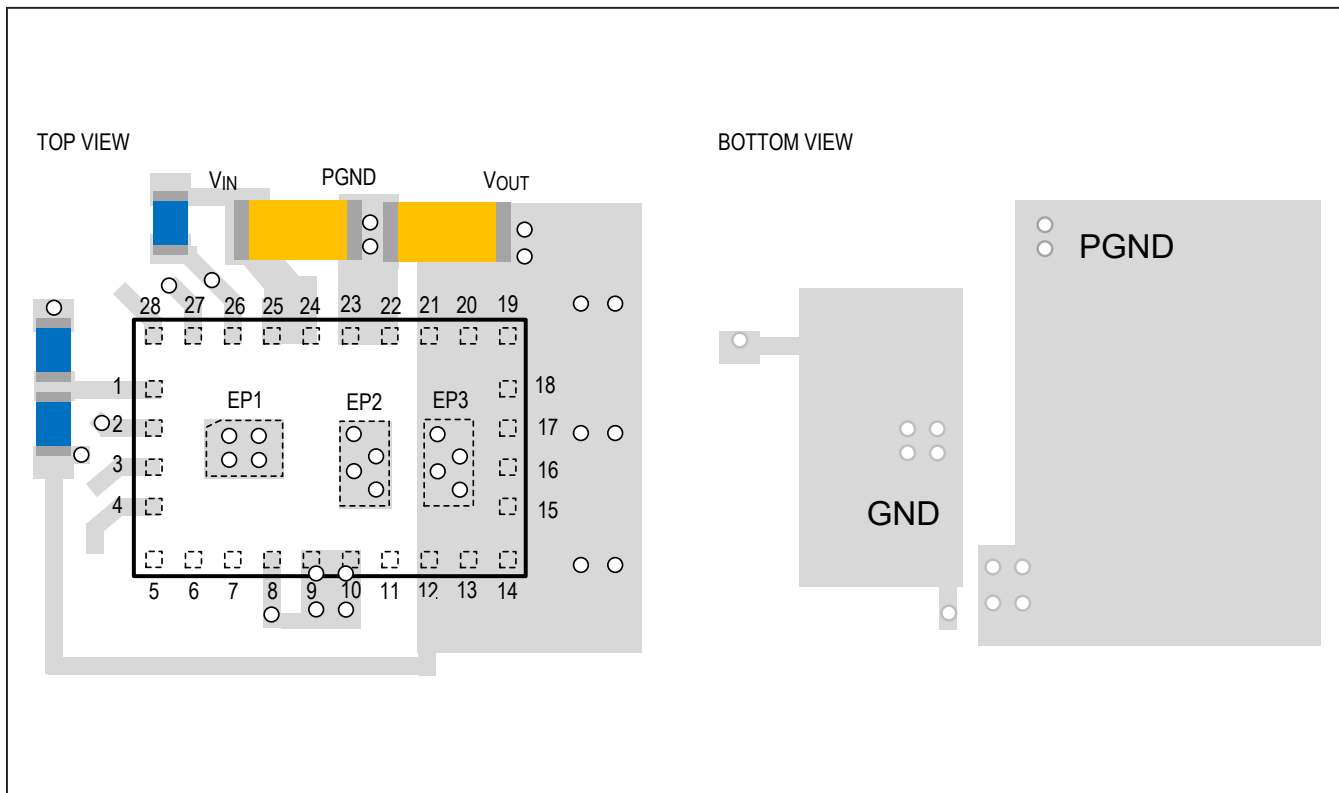 TOP VIEW
BOTTOM VIEW
VIN
PGND
VOUT
PGND
28 27 26 25 24 23 22 21 20 19
1
18
EP1
EP2
EP3
2
17
3
16
4
15
GND
5 6 7 8 9 10 11 12 13 14